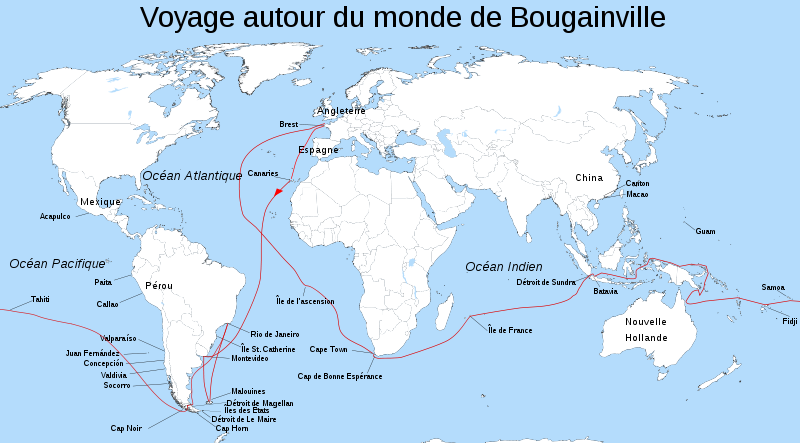 Voyage autour du monde de Bougainville
Angleterre
Brest
Espagne
Océan Atlantique
Canaries
China
Canton
Macao
Mexique
Acapulco
Guam
Océan Pacifique
Océan Indien
Paita
Pérou
Détroit de Sundra
Samoa
Batavia
Tahiti
Callao
Île de l'ascension
Fidji
Nouvelle
Hollande
Île de France
Rio de Janeiro
Valparaíso
Île St. Catherine
Cape Town
Juan Fernández
Montevideo
Concepción
Valdivia
Cap de Bonne Espérance
Socorro
Malouines
Détroit de Magellan
Îles des États
Détroit de Le Maire
Cap Noir
Cap Horn